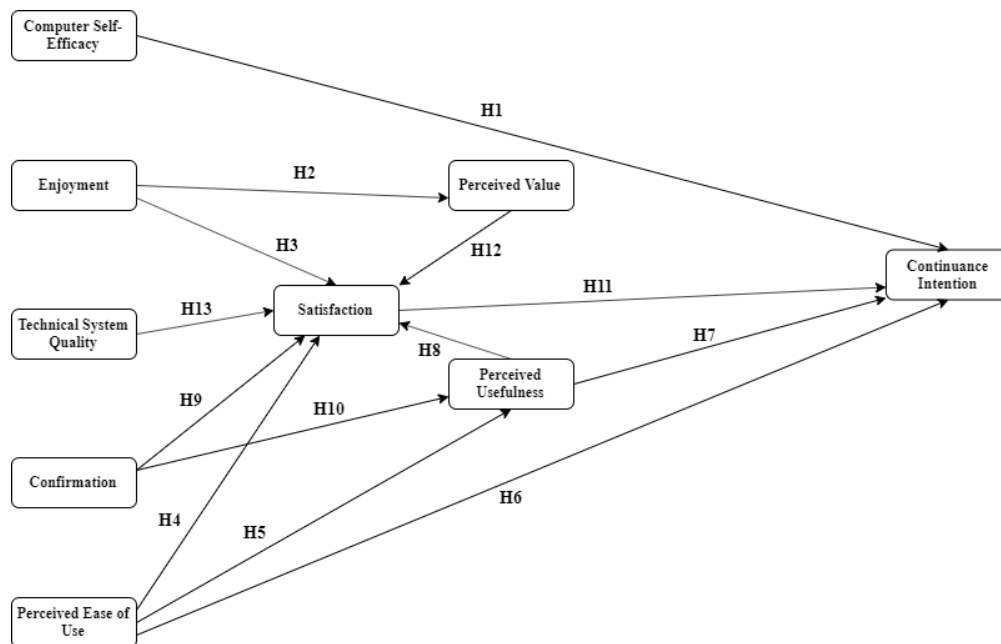 Computer Self-
Efficacy
H1
Enjoyment
H2
Perceived Value
H3
H12
Continuance
Intention
Technical System
Quality
H13
Satisfaction
H11
H8
H7
Perceived
Usefulness
H9
H10
Confirmation
H4
H5
H6
Perceived Ease of
Use